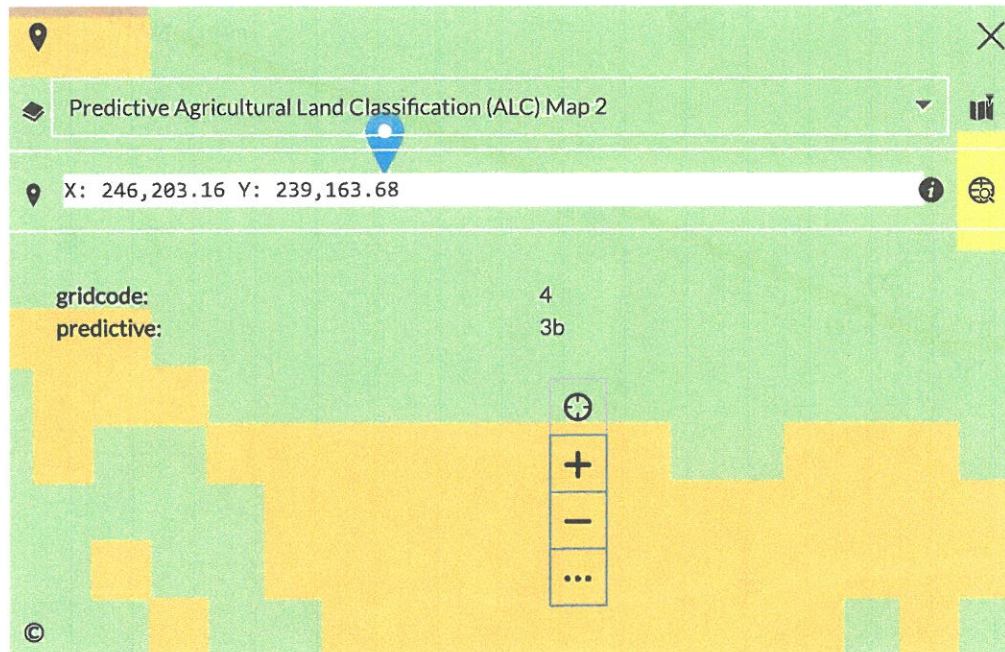 Predictive Agricultural Land Classification (ALC) Map 2
X: 246,203.16 Y: 239,163.68
gridcode: 4
predictive: 3b
©